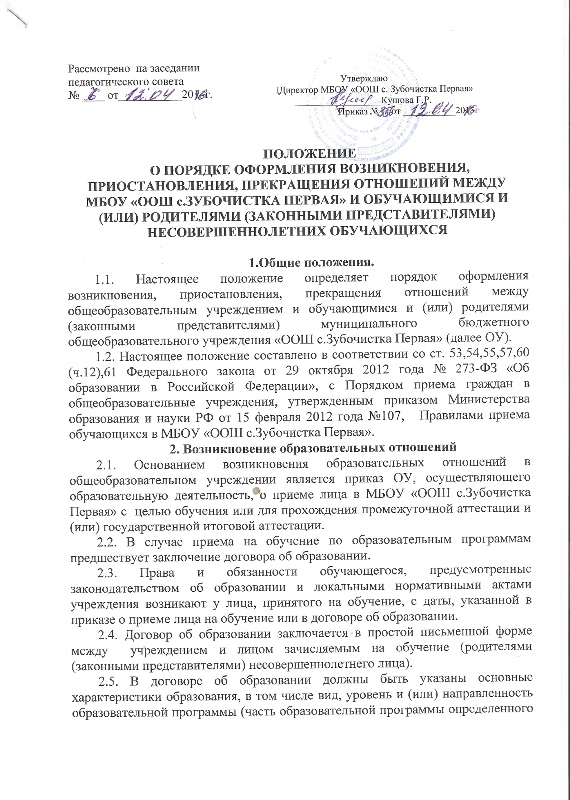 Рассмотрено на заседании
педагогического совета
№ 6 от 12.04 201 г.
Утверждаю
Директор МБОУ «ООШ с. Зубочистка Первая»
Кутова Г.Р.
Приказ № от 12.04 201 г
ПОЛОЖЕНИЕ
О ПОРЯДКЕ ОФОРМЛЕНИЯ ВОЗНИКНОВЕНИЯ,
ПРИОСТАНОВЛЕНИЯ, ПРЕКРАЩЕНИЯ ОТНОШЕНИЙ МЕЖДУ
МБОУ «ООШ с.ЗУБОЧИСТКА ПЕРВАЯ» И ОБУЧАЮЩИМИСЯ И
(ИЛИ) РОДИТЕЛЯМИ (ЗАКОННЫМИ ПРЕДСТАВИТЕЛЯМИ)
НЕСОВЕРШЕННОЛЕТНИХ ОБУЧАЮЩИХСЯ
1.Общие положения.
1.1. Настоящее положение определяет порядок оформления
возникновения, приостановления, прекращения отношений между
общеобразовательным учреждением и обучающимися и (или) родителями
(законными представителями) муниципального бюджетного
общеобразовательного учреждения «ООШ с.Зубочистка Первая» (далее ОУ).
1.2. Настоящее положение составлено в соответствии со ст. 53,54,55,57,60
(ч.12),61 Федерального закона от 29 октября 2012 года № 273-ФЗ «Об
образовании в Российской Федерации», с Порядком приема граждан в
общеобразовательные учреждения, утвержденным приказом Министерства
образования и науки РФ от 15 февраля 2012 года №107, Правилами приема
обучающихся в МБОУ «ООШ с.Зубочистка Первая».
2. Возникновение образовательных отношений
2.1. Основанием возникновения образовательных отношений в
общеобразовательном учреждении является приказ ОУ, осуществляющего
образовательную деятельность, о приеме лица в МБОУ «ООШ с.Зубочистка
Первая» с целью обучения или для прохождения промежуточной аттестации и
(или) государственной итоговой аттестации.
2.2. В случае приема на обучение по образовательным программам
предшествует заключение договора об образовании.
2.3. Права и обязанности обучающегося, предусмотренные
законодательством об образовании и локальными нормативными актами
учреждения возникают у лица, принятого на обучение, с даты, указанной в
приказе о приеме лица на обучение или в договоре об образовании.
2.4. Договор об образовании заключается в простой письменной форме
между учреждением и лицом зачисляемым на обучение (родителями
(законными представителями) несовершеннолетнего лица).
2.5. В договоре об образовании должны быть указаны основные
характеристики образования, в том числе вид, уровень и (или) направленность
образовательной программы (часть образовательной программы определенного